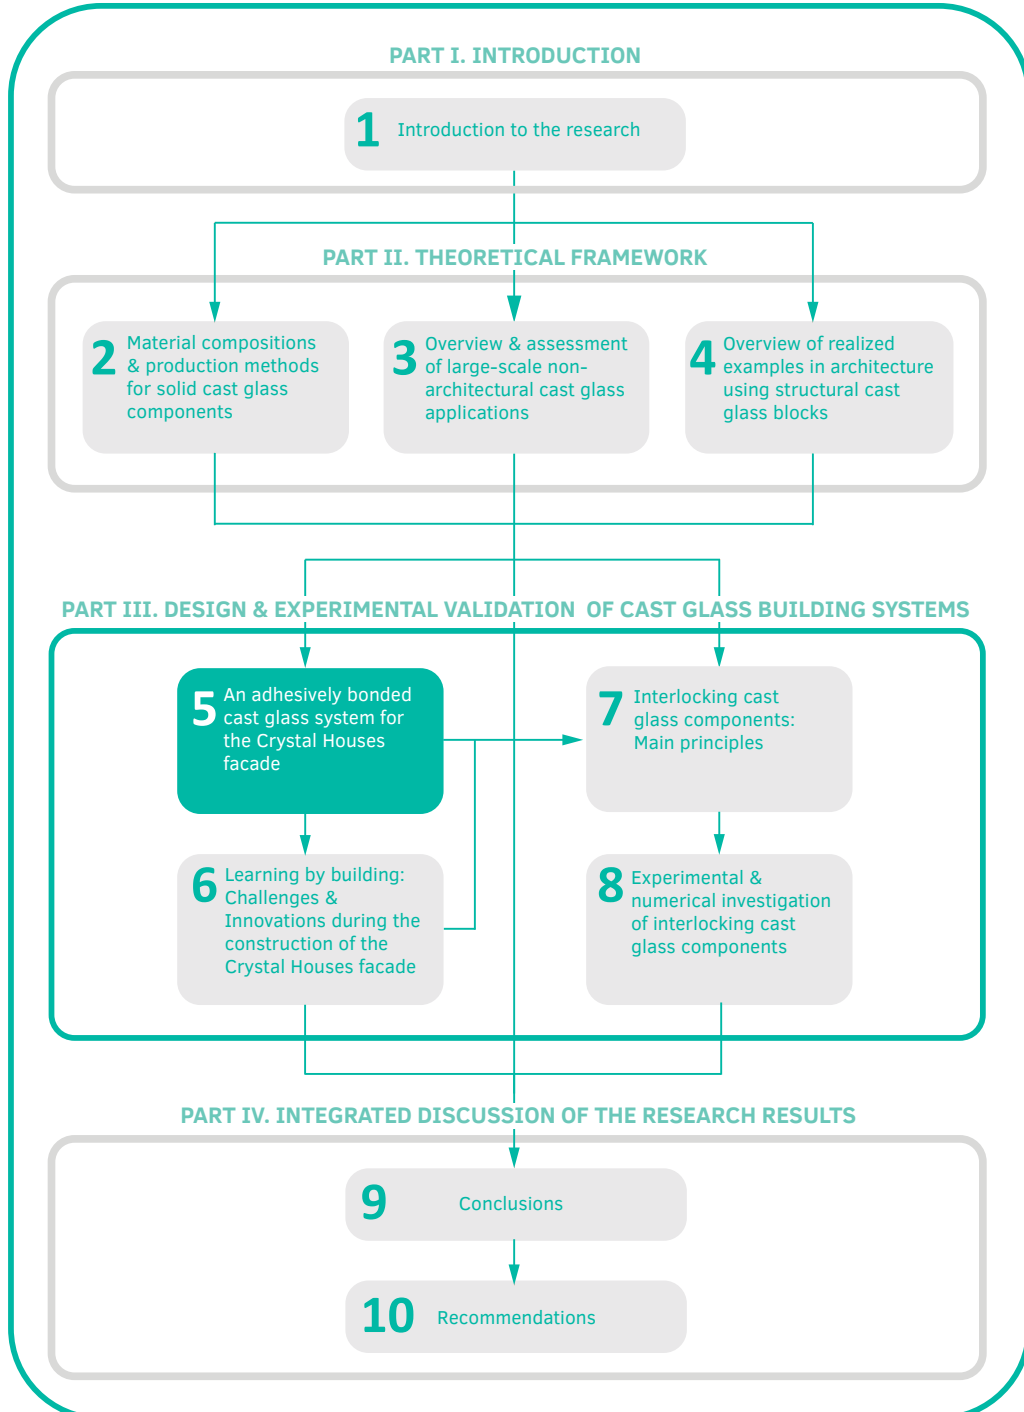 PART I. INTRODUCTION
1 Introduction to the research
PART II. THEORETICAL FRAMEWORK
2 Material compositions
& production methods
for solid cast glass
components
3 Overview & assessment
of large-scale non-
architectural cast glass
applications
4 Overview of realized
examples in architecture
using structural cast
glass blocks
PART III. DESIGN & EXPERIMENTAL VALIDATION OF CAST GLASS BUILDING SYSTEMS
5 An adhesively bonded
cast glass system for
the Crystal Houses
facade
6 Learning by building:
Challenges &
Innovations during the
construction of the
Crystal Houses facade
7 Interlocking cast
glass components:
Main principles
8 Experimental &
numerical investigation
of interlocking cast
glass components
PART IV. INTEGRATED DISCUSSION OF THE RESEARCH RESULTS
9 Conclusions
10 Recommendations